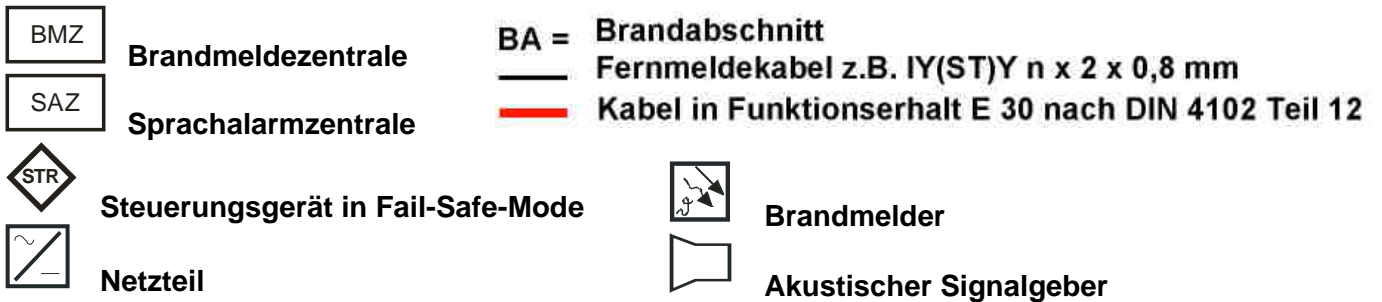 BMZ
Brandmeldezentrale
SAZ
Sprachalarmzentrale
STR
Steuerungsgerät in Fail-Safe-Mode
Netzteil
BA = Brandabschnitt
Fernmeldekabel z.B. IY(ST)Y n x 2 x 0,8 mm
Kabel in Funktionserhalt E 30 nach DIN 4102 Teil 12
ϑ
Brandmelder
Akustischer Signalgeber